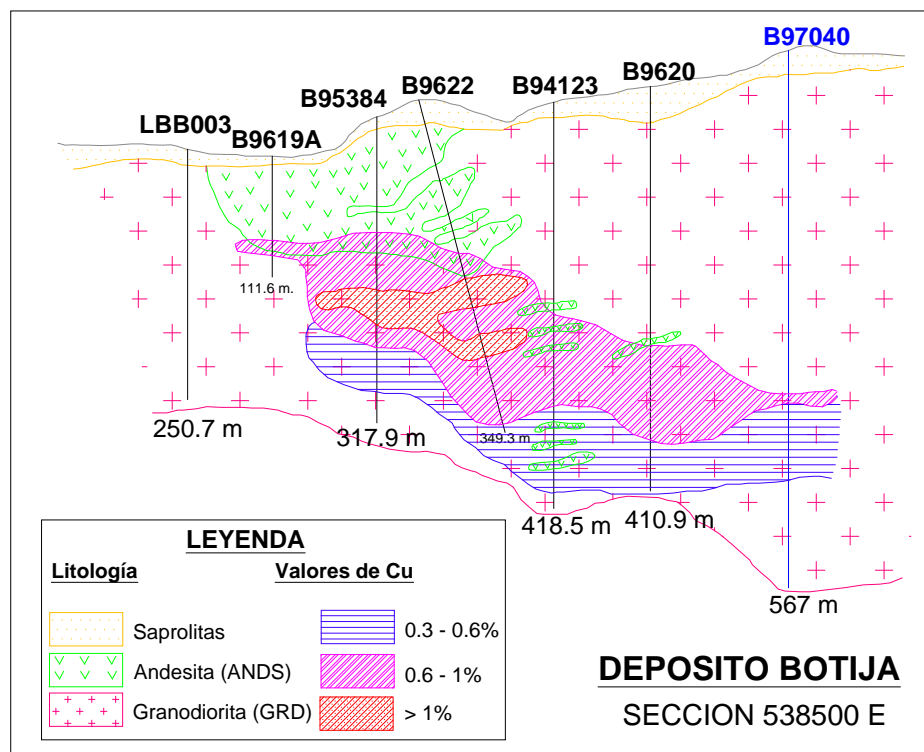 B97040
B9622
B9620
B94123
B95384
LBB003
B9619A
111.6 m.
250.7 m
317.9 m
349.3 m
418.5 m
410.9 m
567 m
LEYENDA
Litología
Valores de Cu
Saprolitas
0.3 - 0.6%
Andesita (ANDS)
0.6 - 1%
Granodiorita (GRD)
> 1%
DEPOSITO BOTIJA
SECCION 538500 E